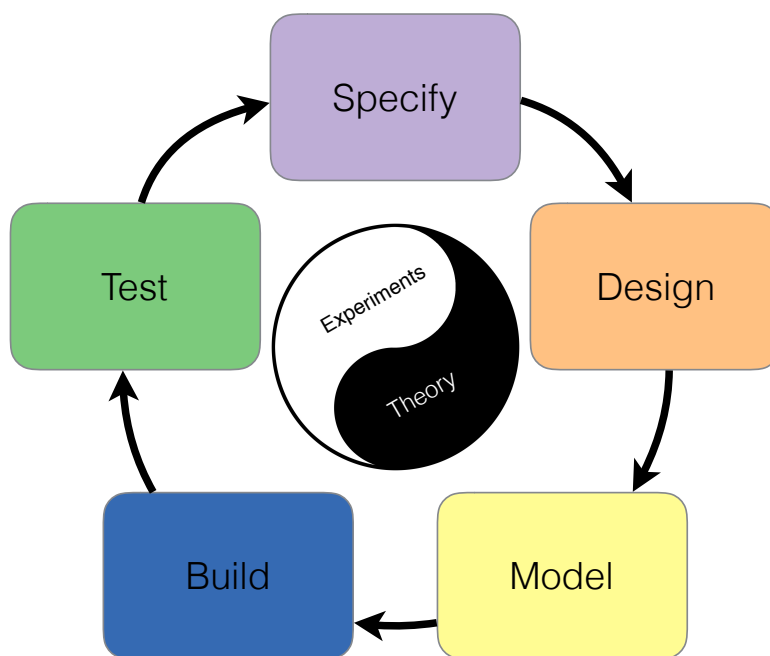 Specify
Design
Model
Build
Test
Experiments
Theory